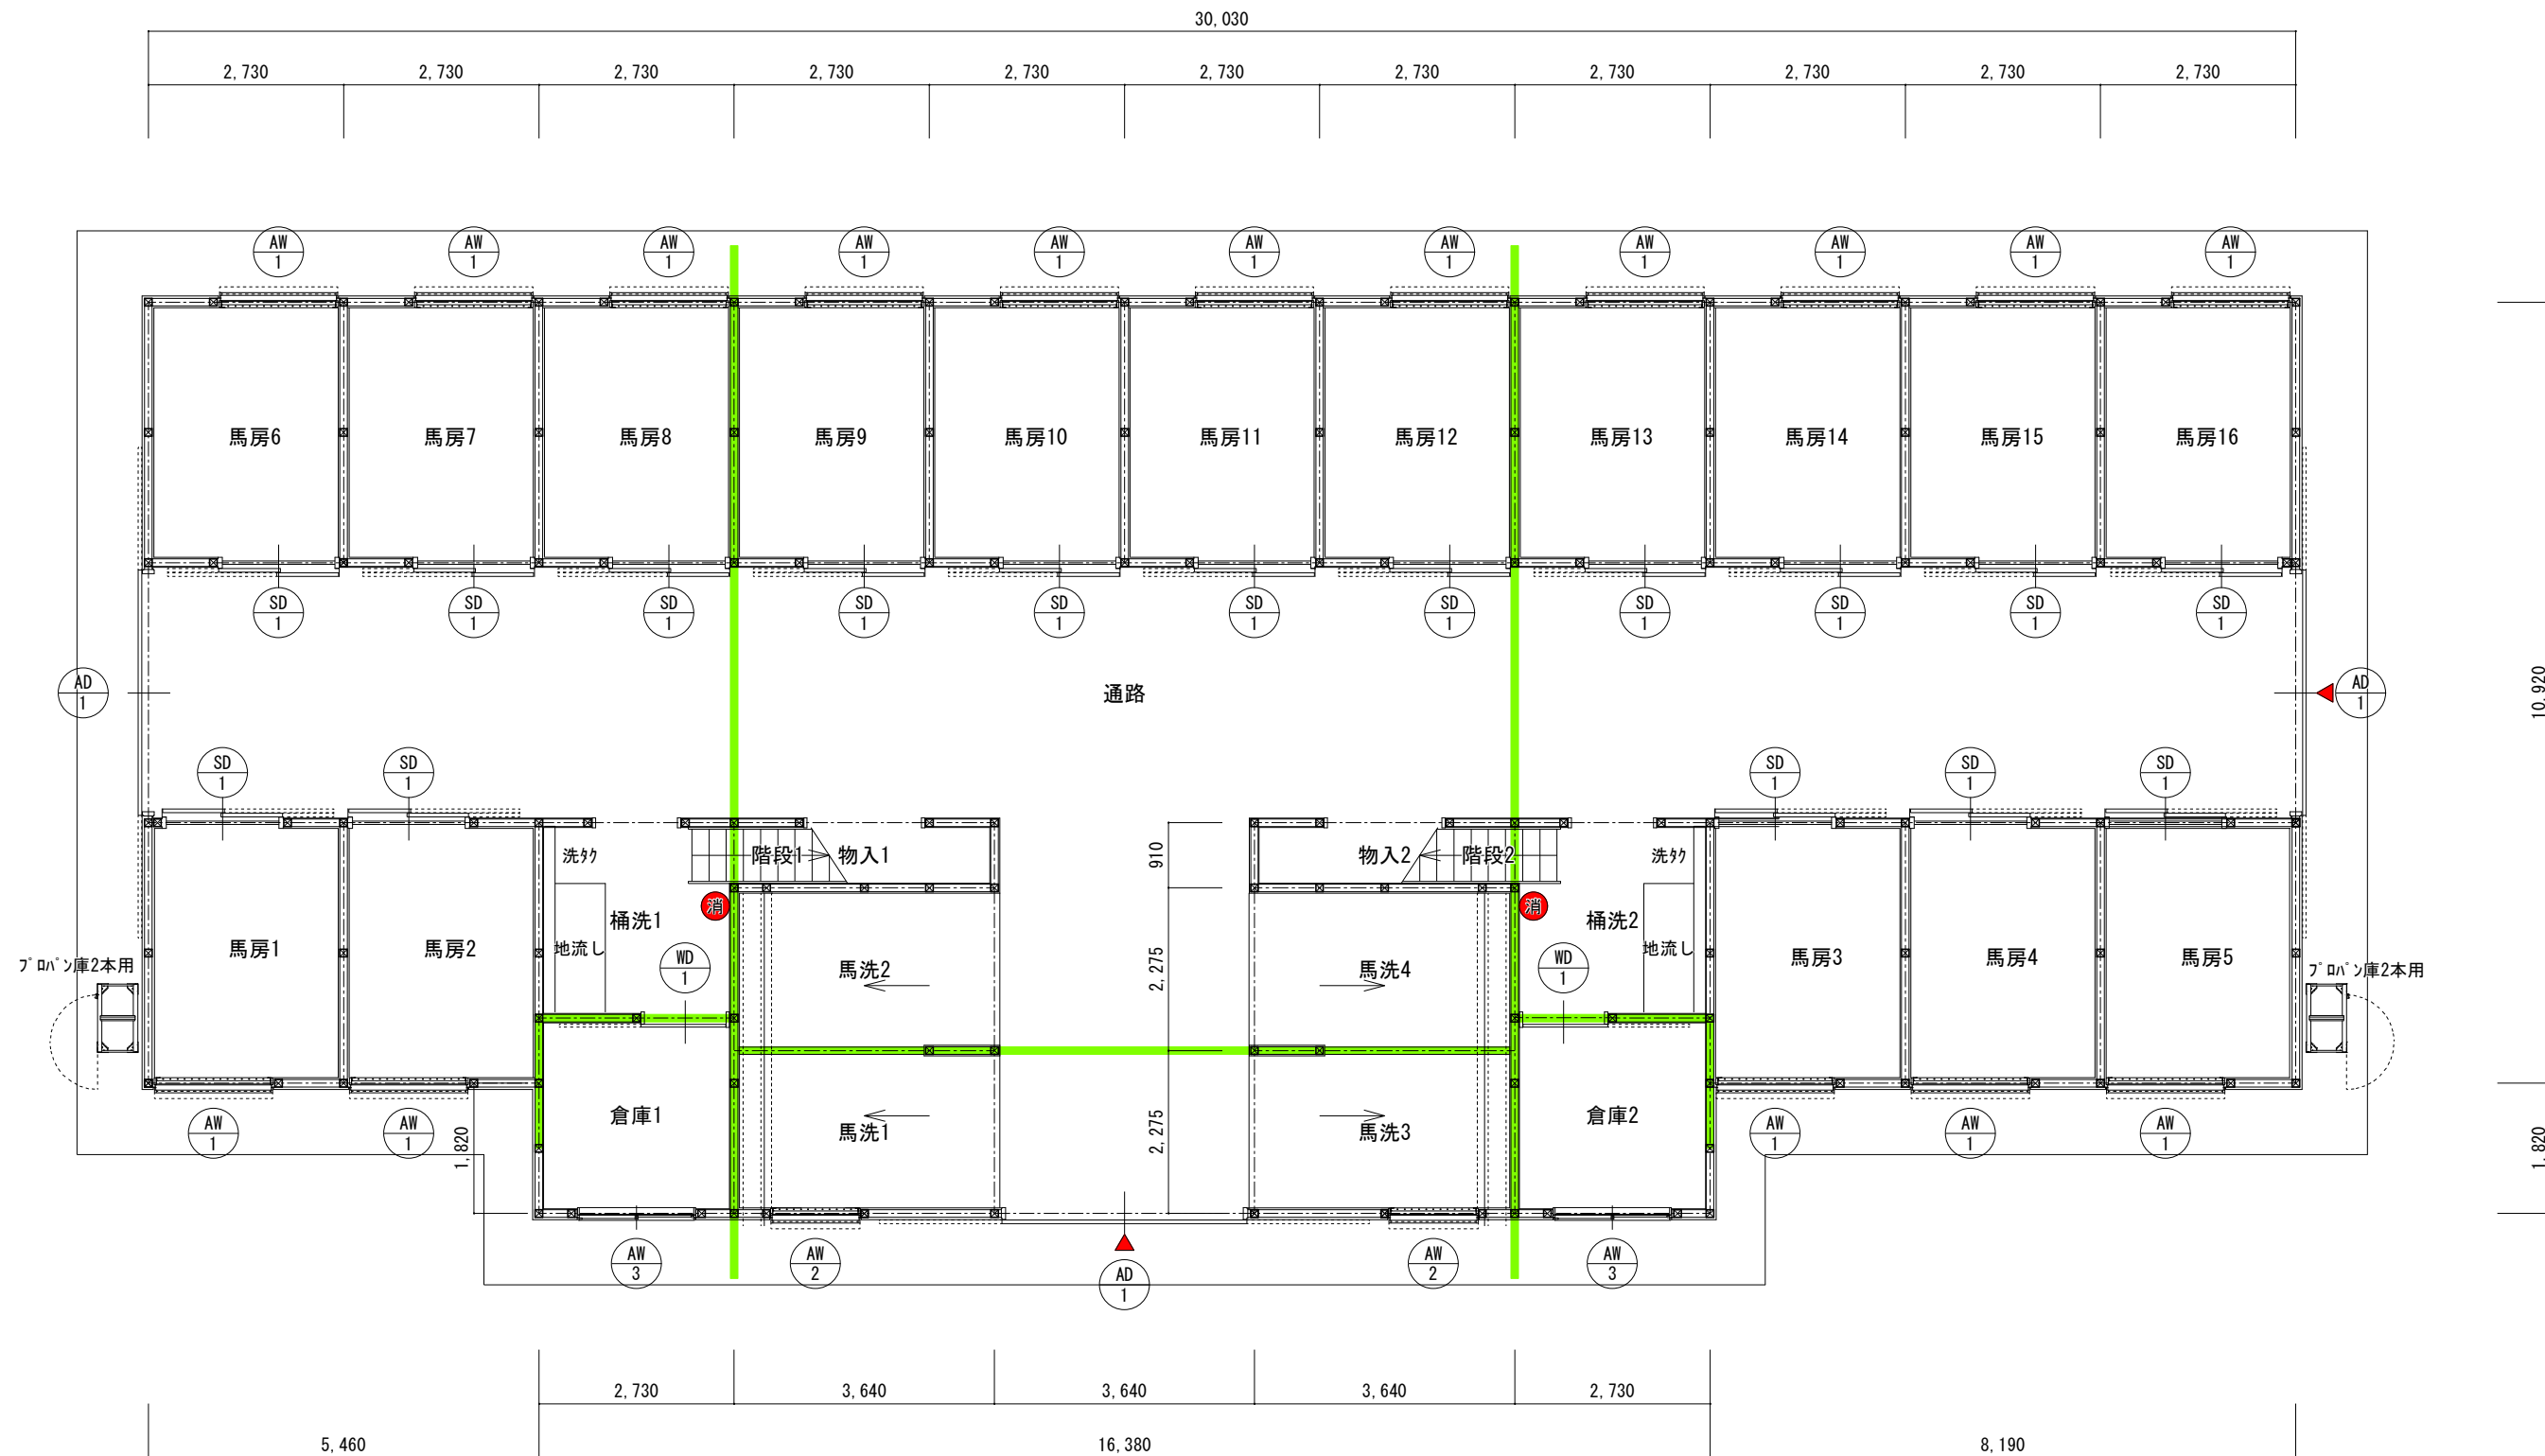 30,030
2,730 2,730 2,730 2,730 2,730 2,730 2,730 2,730 2,730 2,730 2,730
AW 1 AW 1 AW 1 AW 1 AW 1 AW 1 AW 1 AW 1 AW 1 AW 1 AW 1
馬房6 馬房7 馬房8 馬房9 馬房10 馬房11 馬房12 馬房13 馬房14 馬房15 馬房16
SD 1 SD 1 SD 1 SD 1 SD 1 SD 1 SD 1 SD 1 SD 1 SD 1 SD 1
AD 1 通路 AD 1 10,920
SD 1 SD 1 SD 1 SD 1 SD 1
洗タク 階段1 物入1 910 物入2 階段2 洗タク
消 消
桶洗1 桶洗2
馬房1 馬房2 地流し 地流し 馬房3 馬房4 馬房5
プロパン庫2本用 WD 1 馬洗2 2,275 馬洗4 WD 1 プロパン庫2本用
倉庫1 倉庫2
AW 1 AW 1 1,820 馬洗1 2,275 馬洗3 AW 1 AW 1 AW 1 1,820
AW 3 AW 2 AD 1 AW 2 AW 3
2,730 3,640 3,640 3,640 2,730
5,460 16,380 8,190